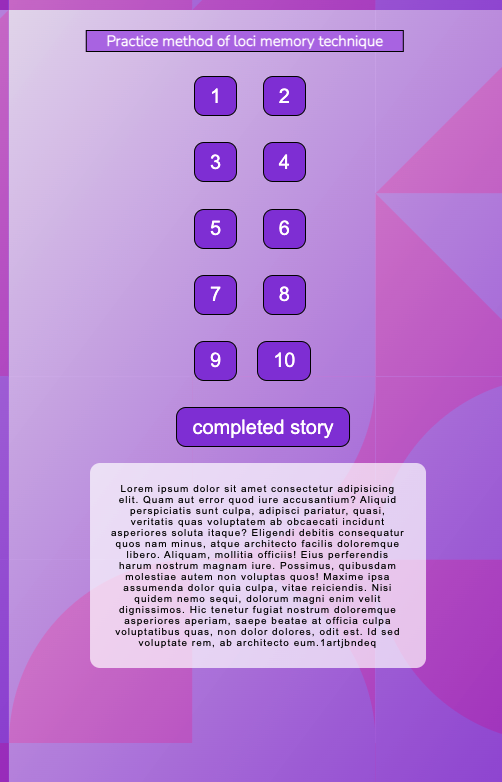 Practice method of loci memory technique
1 2
3 4
5 6
7 8
9 10
completed story
Lorem ipsum dolor sit amet consectetur adipisicing
elit. Quam aut error quod iure accusantium? Aliquid
perspiciatis sunt culpa, adipisci pariatur, quasi,
veritatis quas voluptatem ab obcaecati incidunt
asperiores soluta itaque? Eligendi debitis consequatur
quos nam minus, atque architecto facilis doloremque
libero. Aliquam, mollitia officiis! Eius perferendis
harum nostrum magnam iure. Possimus, quibusdam
molestiae autem non voluptas quos! Maxime ipsa
assumenda dolor quia culpa, vitae reiciendis. Nisi
quidem nemo sequi, dolorum magni enim velit
dignissimos. Hic tenetur fugiat nostrum doloremque
asperiores aperiam, saepe beatae at officia culpa
voluptatibus quas, non dolor dolores, odit est. Id sed
voluptate rem, ab architecto eum.1artjbndeq